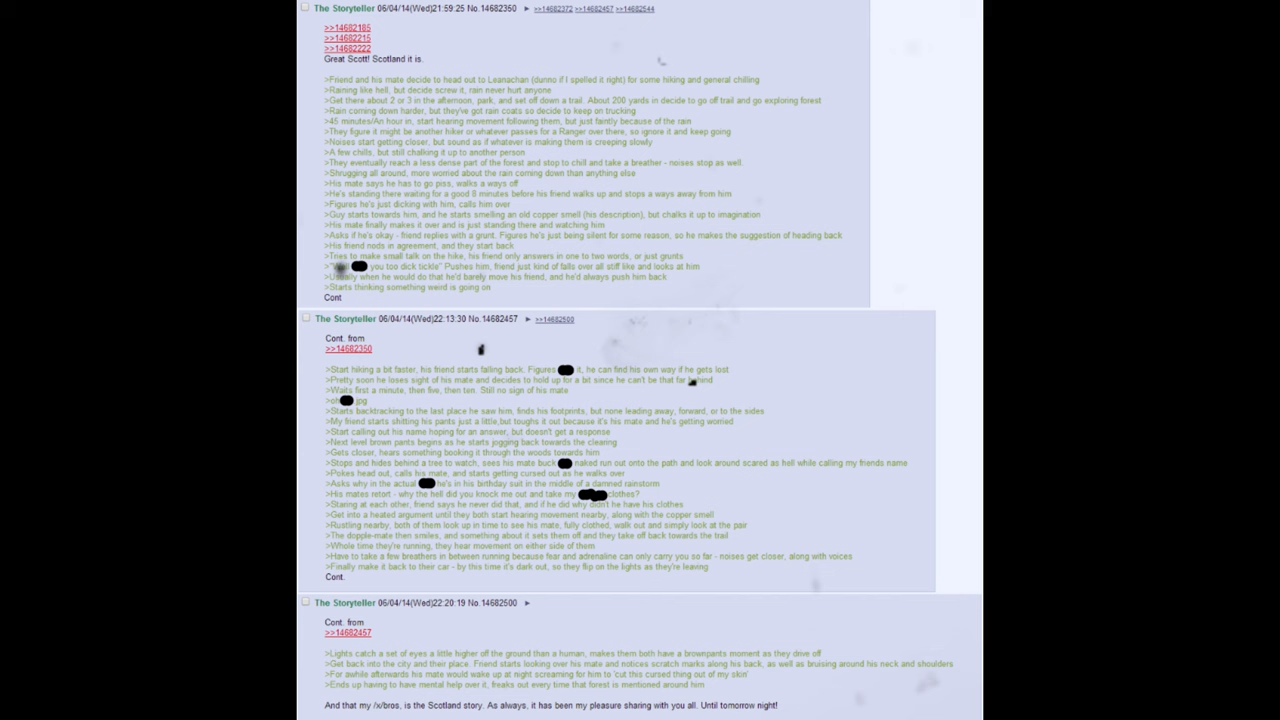 The Storyteller 06/04/14(Wed)21:59:25 No.14682350 ► >>14682372 >>14682457 >>14682544
>>14682185
>>14682215
>>14682222
Great Scott! Scotland it is.
>Friend and his mate decide to head out to Leanachan (dunno if I spelled it right) for some hiking and general chilling
>Raining like hell, but decide screw it, rain never hurt anyone
>Get there about 2 or 3 in the afternoon, park, and set off down a trail. About 200 yards in decide to go off trail and go exploring forest
>Rain coming down harder, but they've got rain coats so decide to keep on trucking
>45 minutes/An hour in, start hearing movement following them, but just faintly because of the rain
>They figure it might be another hiker or whatever passes for a Ranger over there, so ignore it and keep going
>Noises start getting closer, but sound as if whatever is making them is creeping slowly
>A few chills, but still chalking it up to another person
>They eventually reach a less dense part of the forest and stop to chill and take a breather - noises stop as well.
>Shrugging all around, more worried about the rain coming down than anything else
>His mate says he has to go piss, walks a ways off
>He's standing there waiting for a good 8 minutes before his friend walks up and stops a ways away from him
>Figures he's just dicking with him, calls him over
>Guy starts towards him, and he starts smelling an old copper smell (his description), but chalks it up to imagination
>His mate finally makes it over and is just standing there and watching him
>Asks if he's okay - friend replies with a grunt. Figures he's just being silent for some reason, so he makes the suggestion of heading back
>His friend nods in agreement, and they start back
>Tries to make small talk on the hike, his friend only answers in one to two words, or just grunts
you too dick tickle" Pushes him, friend just kind of falls over all stiff like and looks at him
>Usually when he would do that he'd barely move his friend, and he'd always push him back
>Starts thinking something weird is going on
Cont
The Storyteller 06/04/14(Wed)22:13:30 No.14682457 ► >>14682500
Cont. from
>>14682350
>Start hiking a bit faster, his friend starts falling back. Figures it, he can find his own way if he gets lost
>Pretty soon he loses sight of his mate and decides to hold up for a bit since he can't be that far behind
>Waits first a minute, then five, then ten. Still no sign of his mate
>oh jpg
>Starts backtracking to the last place he saw him, finds his footprints, but none leading away, forward, or to the sides
>My friend starts shitting his pants just a little,but toughs it out because it's his mate and he's getting worried
>Start calling out his name hoping for an answer, but doesn't get a response
>Next level brown pants begins as he starts jogging back towards the clearing
>Gets closer, hears something booking it through the woods towards him
>Stops and hides behind a tree to watch, sees his mate buck naked run out onto the path and look around scared as hell while calling my friends name
>Pokes head out, calls his mate, and starts getting cursed out as he walks over
>Asks why in the actual he's in his birthday suit in the middle of a damned rainstorm
>His mates retort - why the hell did you knock me out and take my clothes?
>Staring at each other, friend says he never did that, and if he did why didn't he have his clothes
>Get into a heated argument until they both start hearing movement nearby, along with the copper smell
>Rustling nearby, both of them look up in time to see his mate, fully clothed, walk out and simply look at the pair
>The dopple-mate then smiles, and something about it sets them off and they take off back towards the trail
>Whole time they're running, they hear movement on either side of them
>Have to take a few breathers in between running because fear and adrenaline can only carry you so far - noises get closer, along with voices
>Finally make it back to their car - by this time it's dark out, so they flip on the lights as they're leaving
Cont.
The Storyteller 06/04/14(Wed)22:20:19 No.14682500 ►
Cont. from
>>14682457
>Lights catch a set of eyes a little higher off the ground than a human, makes them both have a brownpants moment as they drive off
>Get back into the city and their place. Friend starts looking over his mate and notices scratch marks along his back, as well as bruising around his neck and shoulders
>For awhile afterwards his mate would wake up at night screaming for him to 'cut this cursed thing out of my skin'
>Ends up having to have mental help over it, freaks out every time that forest is mentioned around him
And that my /x/bros, is the Scotland story. As always, it has been my pleasure sharing with you all. Until tomorrow night!